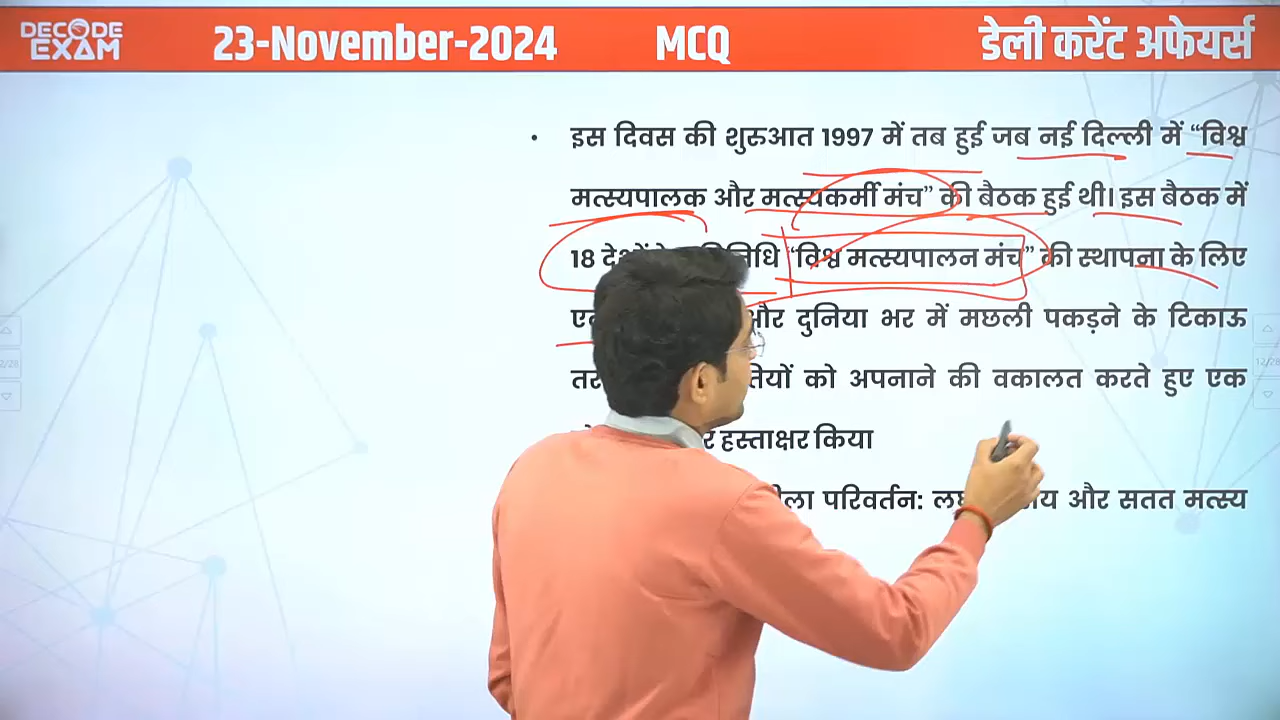 DECODE EXAM
23-November-2024 MCQ डेली करेंट अफेयर्स
• इस दिवस की शुरुआत 1997 में तब हुई जब नई दिल्ली में “विश्व
मत्स्यपालक और मत्स्यकर्मी मंच” की बैठक हुई थी। इस बैठक में
18 “विश्व मत्स्यपालन मंच” की स्थापना के लिए
और दुनिया भर में मछली पकड़ने के टिकाऊ
को अपनाने की वकालत करते हुए एक
हस्ताक्षर किया
परिवर्तन: और सतत मत्स्य
12/28